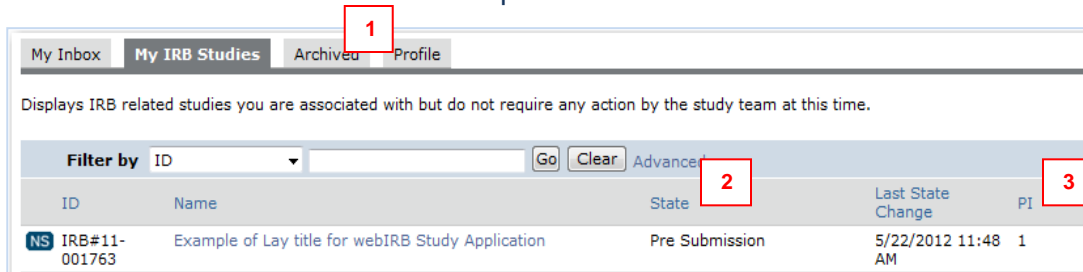 1
My Inbox My IRB Studies Archived Profile
Displays IRB related studies you are associated with but do not require any action by the study team at this time.
Filter by ID Go Clear Advanced
2
3
ID Name State Last State Change PI
NS IRB#11-001763 Example of Lay title for webIRB Study Application Pre Submission 5/22/2012 11:48 AM 1